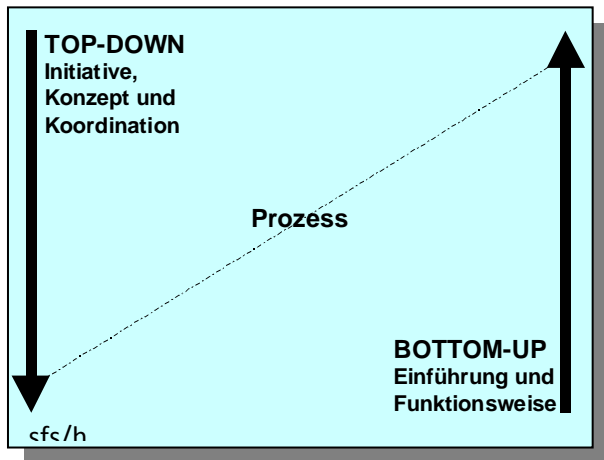 TOP-DOWN
Initiative,
Konzept und
Koordination
Prozess
BOTTOM-UP
Einführung und
Funktionsweise